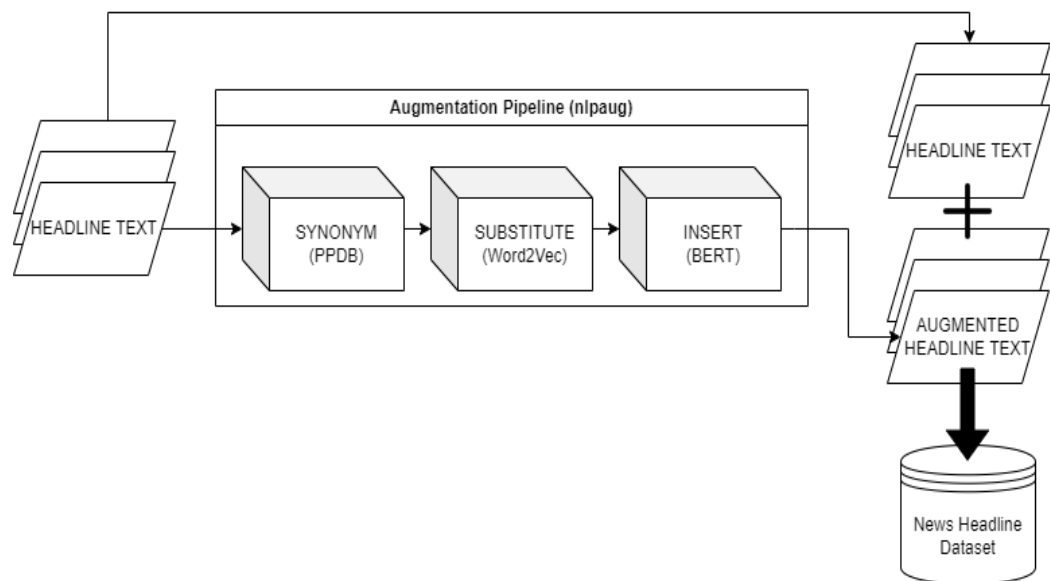 Augmentation Pipeline (nlpaug)
HEADLINE TEXT
SYNONYM
(PPDB)
SUBSTITUTE
(Word2Vec)
INSERT
(BERT)
HEADLINE TEXT
AUGMENTED
HEADLINE TEXT
News Headline
Dataset